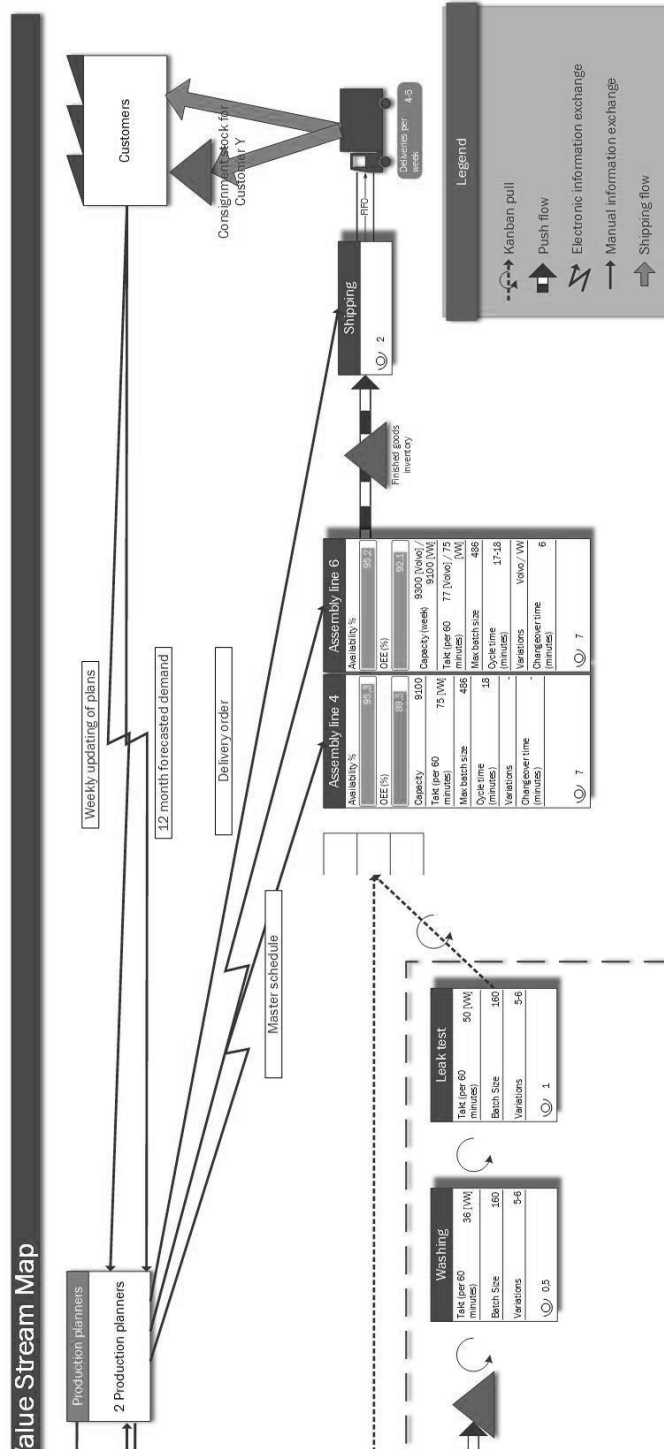 alue Stream Map
Production planners
2 Production planners
Weekly updating of plans
12 month forecasted demand
Delivery order
Master schedule
Customers
Consignment stock for
Customer Y
Deliveries per
week
4-5
FIFO
Shipping
2
Finished goods
inventory
Assembly line 4
Availability %
95,3
OEE (%)
89,3
Capacity 9100
Takt (per 60
minutes) 75 [VW]
Max batch size
486
Cycle time
(minutes) 18
Variations -
Changeover time
(minutes) -
7
Assembly line 6
Availability %
95,2
OEE (%)
92,1
Capacity (week) 9300 [Volvo] /
9100 [VW]
Takt (per 60
minutes) 77 [Volvo] / 75
[VW]
Max batch size
486
Cycle time
(minutes) 17-18
Variations Volvo / VW
Changeover time
(minutes) 6
7
Washing
Takt (per 60
minutes) 36 [VW]
Batch Size 160
Variations 5-6
0,5
Leak test
Takt (per 60
minutes) 50 [VW]
Batch Size 160
Variations 5-6
1
Legend
Kanban pull
Push flow
Electronic information exchange
Manual information exchange
Shipping flow